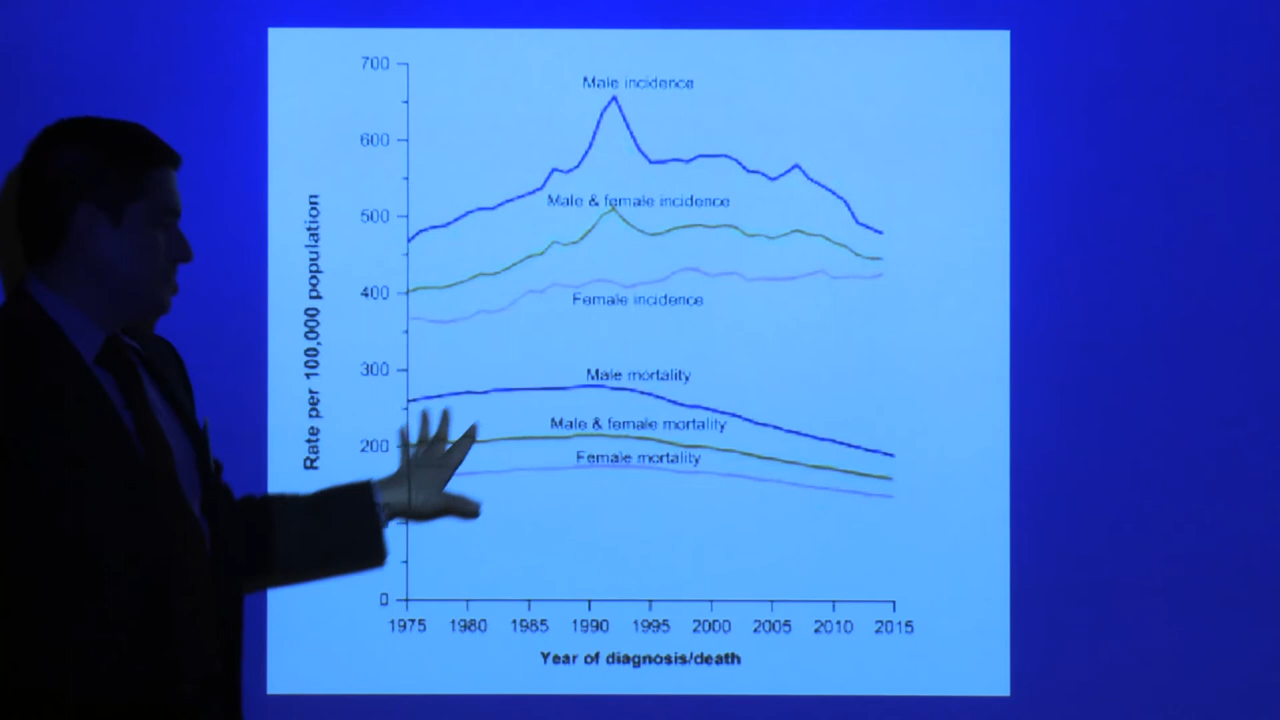 700
Male incidence
600
Male & female incidence
500
400
Female incidence
300
Male mortality
Male & female mortality
200
Female mortality
0
1975 1980 1985 1990 1995 2000 2005 2010 2015
Year of diagnosis/death
Rate per 100,000 population